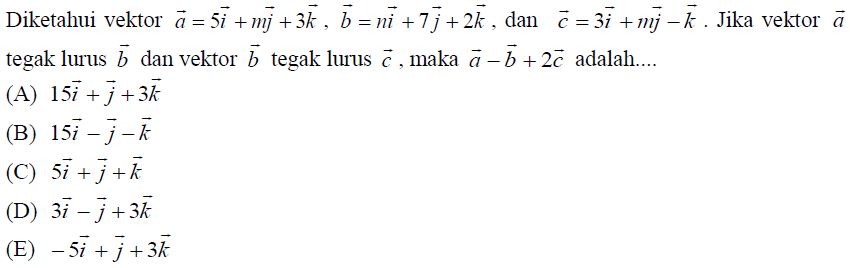 Diketahui vektor a⃗ = 5i⃗ + mj⃗ + 3k⃗ , b⃗ = ni⃗ + 7j⃗ + 2k⃗ , dan c⃗ = 3i⃗ + mj⃗ − k⃗ . Jika vektor a⃗
tegak lurus b⃗ dan vektor b⃗ tegak lurus c⃗ , maka a⃗ − b⃗ + 2c⃗ adalah....
(A) 15i⃗ + j⃗ + 3k⃗
(B) 15i⃗ − j⃗ − k⃗
(C) 5i⃗ + j⃗ + k⃗
(D) 3i⃗ − j⃗ + 3k⃗
(E) − 5i⃗ + j⃗ + 3k⃗